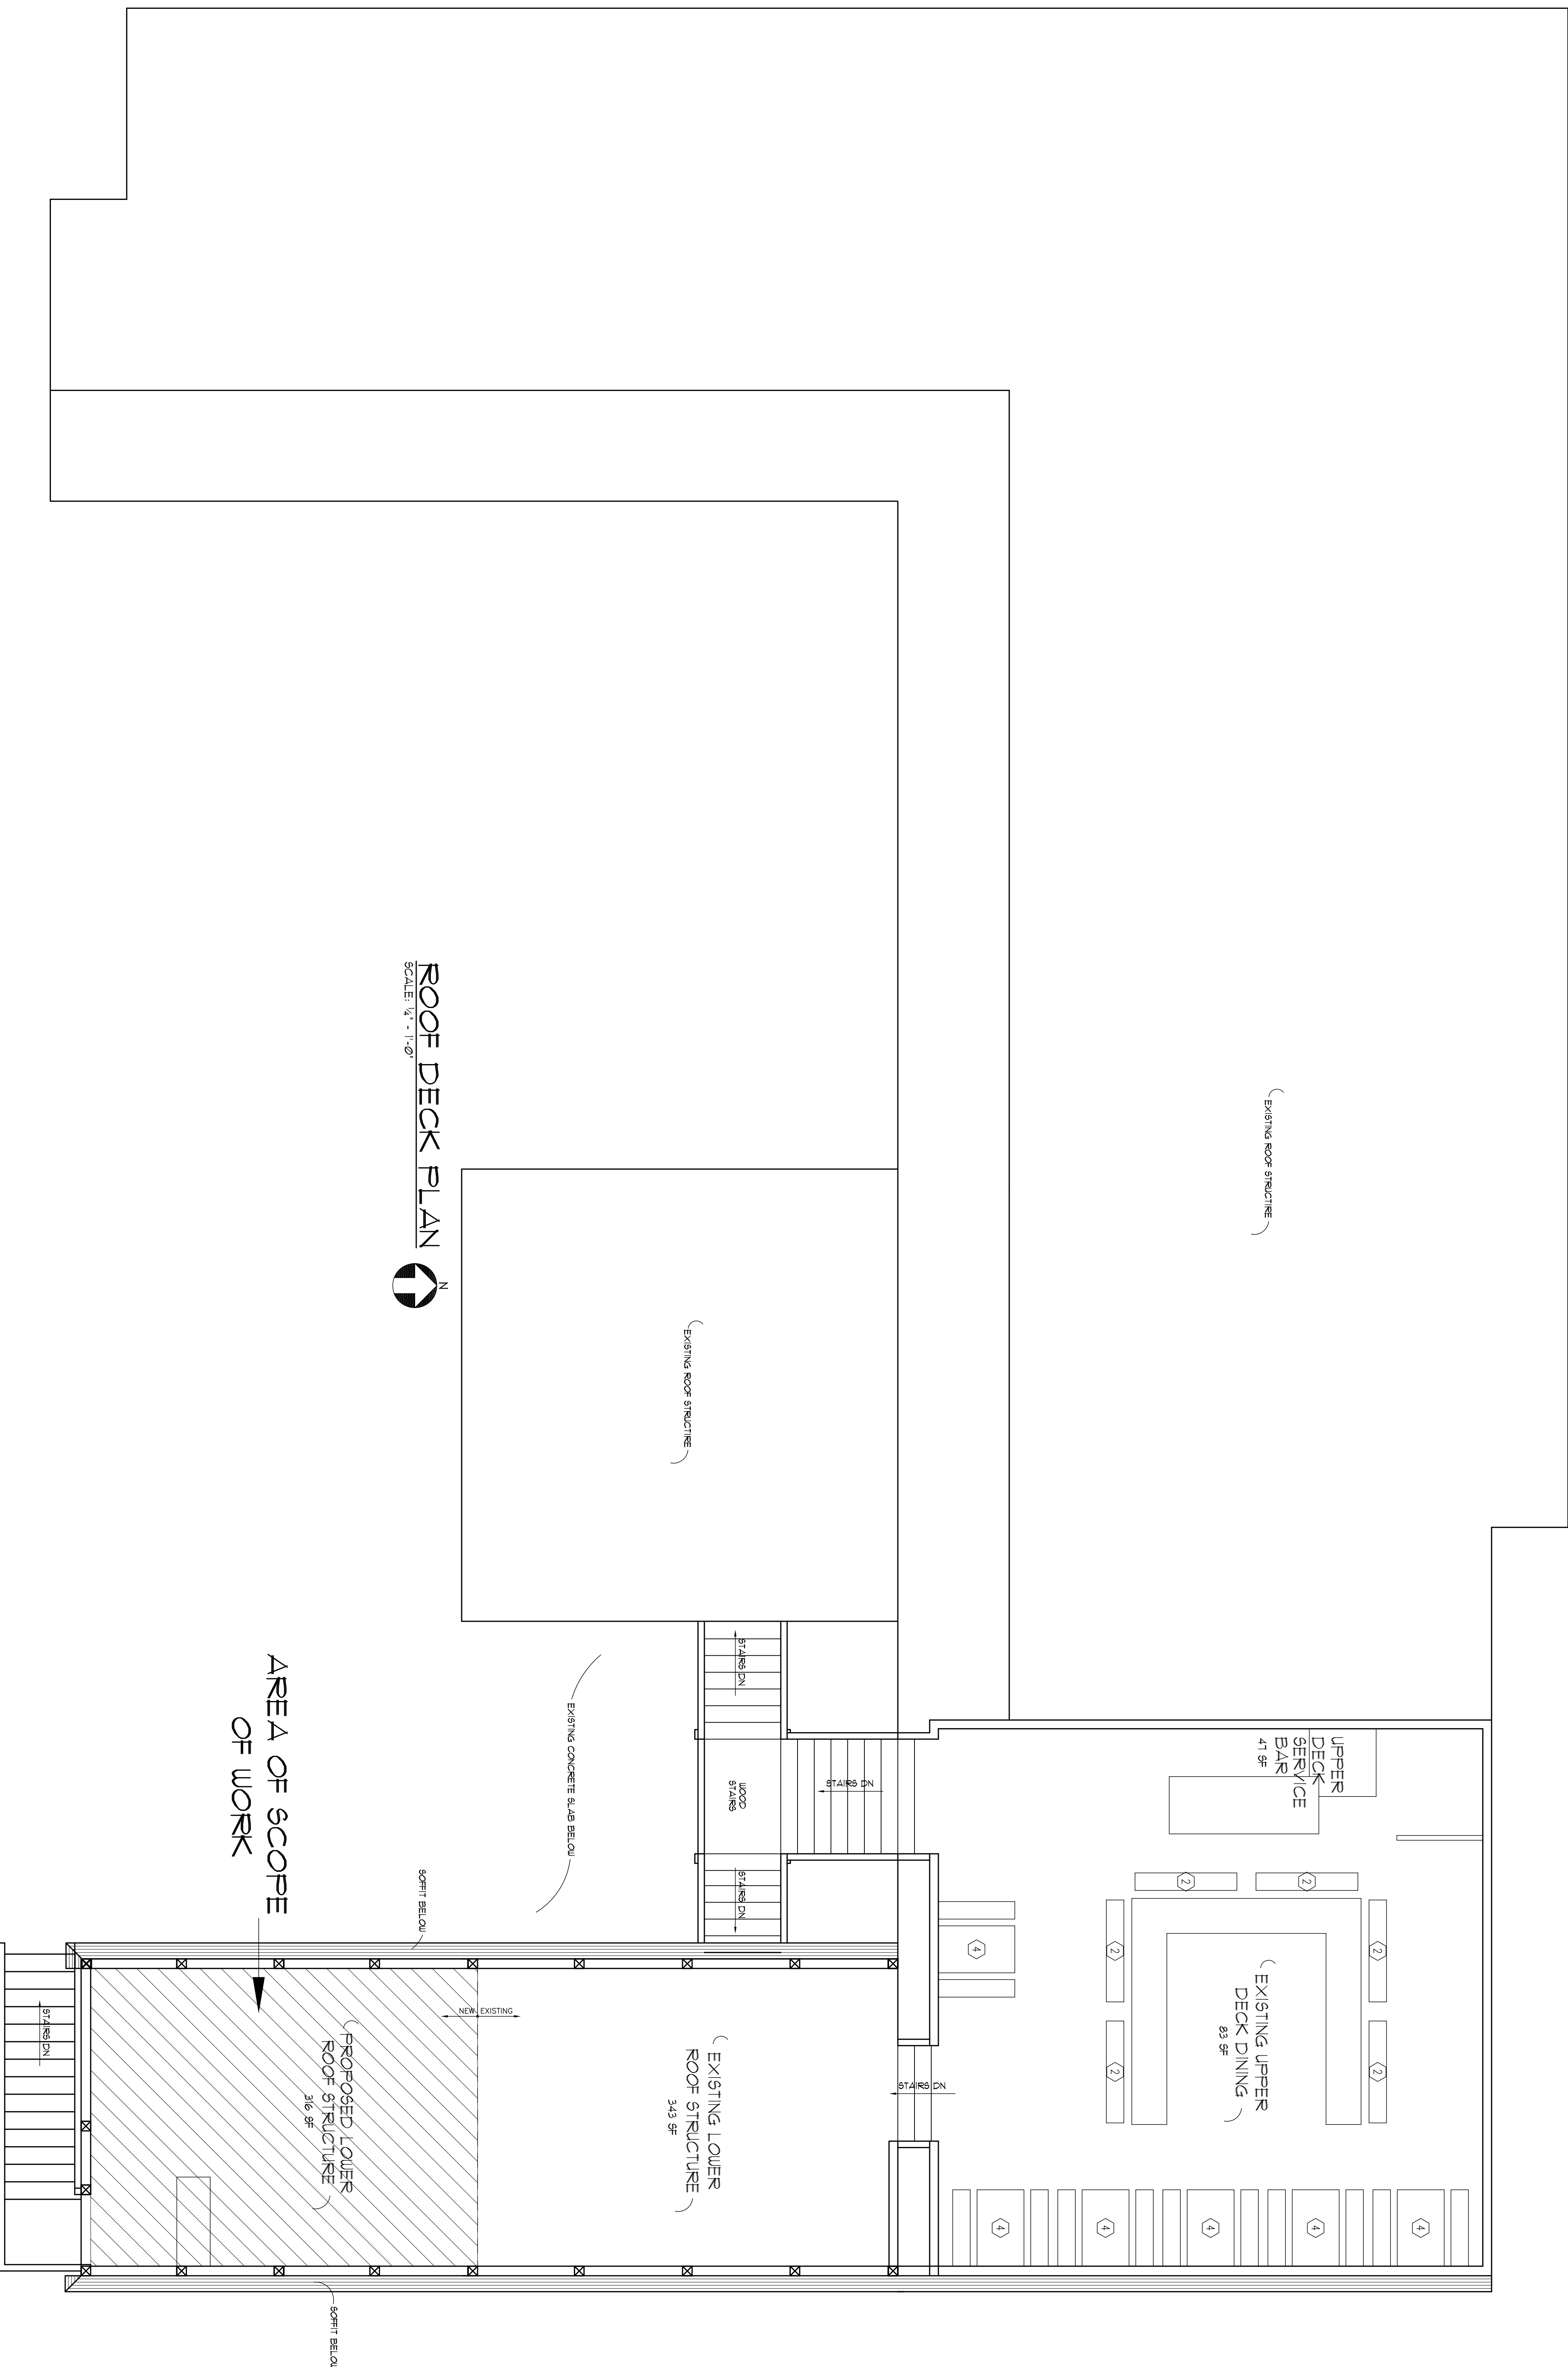 EXISTING ROOF STRUCTIRE
UPPER
DECK
SERVICE
BAR
47 SF
2
2
2
2
2
2
EXISTING UPPER
DECK DINING
83 SF
4
4
4
4
4
4
STAIRS DN
STAIRS DN
WOOD
STAIRS
STAIRS DN
STAIRS DN
EXISTING ROOF STRUCTIRE
EXISTING LOWER
ROOF STRUCTURE
343 SF
EXISTING CONCRETE SLAB BELOW
NEW EXISTING
ROOF DECK PLAN
SCALE: 1/4" - 1'-0"
N
SOFFIT BELOW
PROPOSED LOWER
ROOF STRUCTURE
316 SF
SOFFIT BELOW
AREA OF SCOPE
OF WORK
STAIRS DN